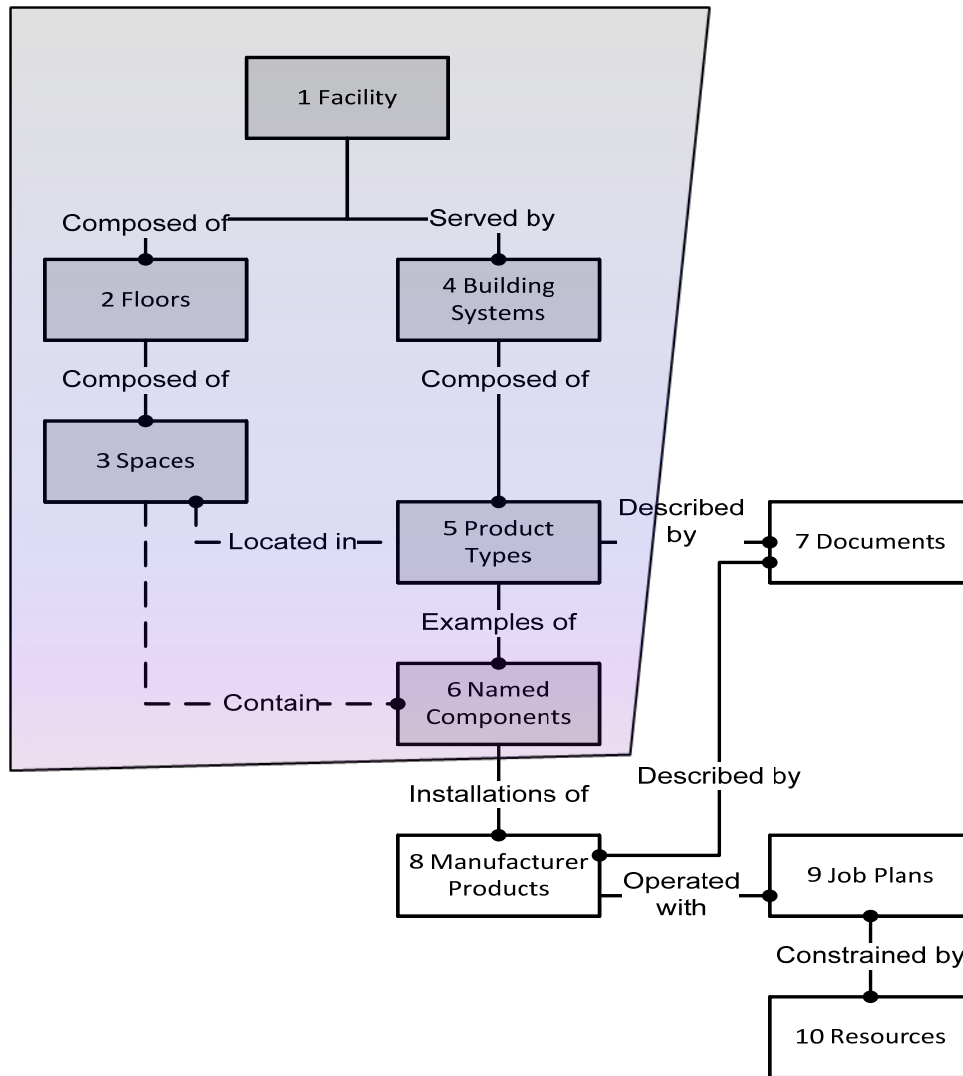 1 Facility
Composed of
Served by
2 Floors
4 Building
Systems
Composed of
Composed of
3 Spaces
Located in
5 Product
Types
Described
by
7 Documents
Examples of
Contain
6 Named
Components
Described by
Installations of
8 Manufacturer
Products
Operated
with
9 Job Plans
Constrained by
10 Resources